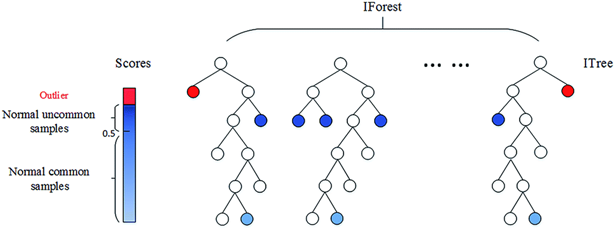 IForest
Scores
... ...
ITree
Outlier
Normal uncommon
samples
0.5
Normal common
samples